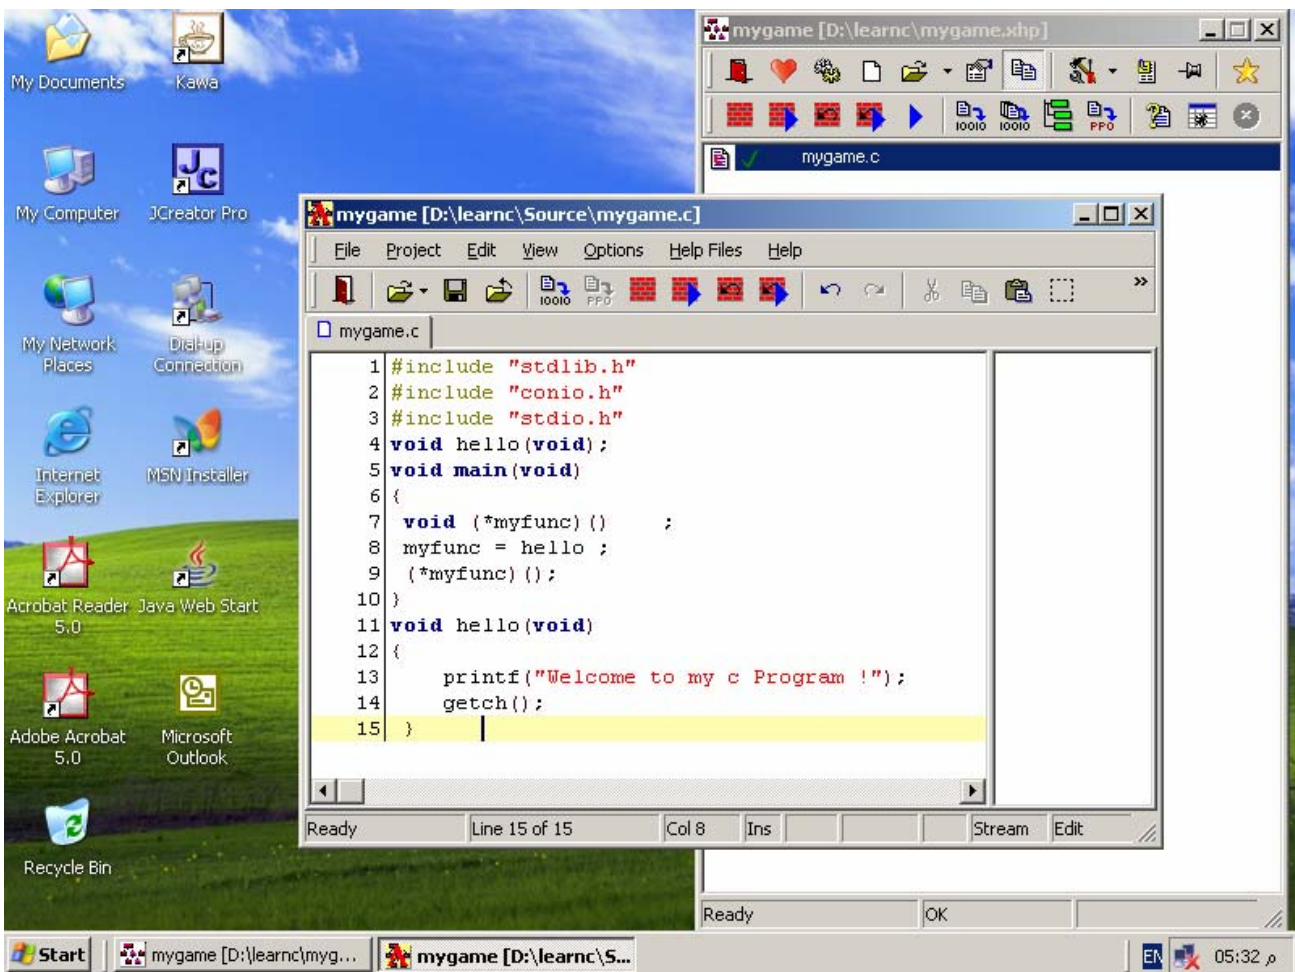 My Documents
Kawa
My Computer
JCreator Pro
My Network
Places
Dial-up
Connection
Internet
Explorer
MSN Installer
Acrobat Reader
5.0
Java Web Start
Adobe Acrobat
5.0
Microsoft
Outlook
Recycle Bin
mygame [D:\learnc\mygame.xhp]
mygame.c
mygame [D:\learnc\Source\mygame.c]
File Project Edit View Options Help Files Help
mygame.c
1 #include "stdlib.h"
2 #include "conio.h"
3 #include "stdio.h"
4 void hello(void);
5 void main(void)
6 {
7 void (*myfunc)() ;
8 myfunc = hello ;
9 (*myfunc)();
10 }
11 void hello(void)
12 {
13 printf("Welcome to my c Program !");
14 getch();
15 }
Ready Line 15 of 15 Col 8 Ins Stream Edit
Ready OK
Start mygame [D:\learnc\myg... mygame [D:\learnc\S... EN 05:32 م